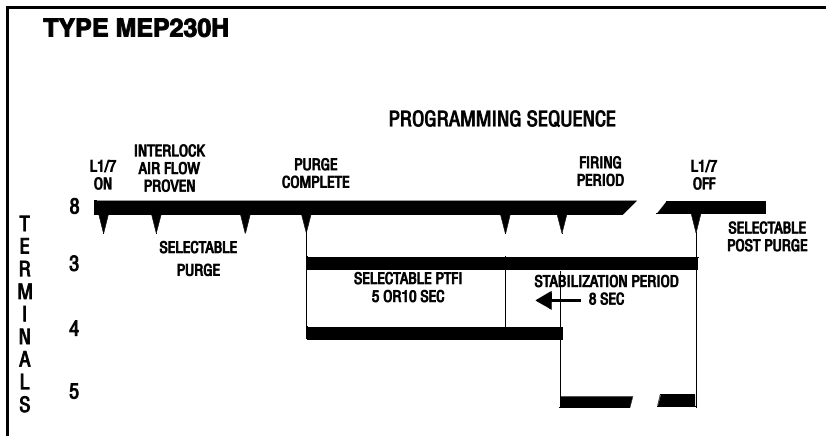 TYPE MEP230H
PROGRAMMING SEQUENCE
L1/7
ON
INTERLOCK
AIR FLOW
PROVEN
PURGE
COMPLETE
FIRING
PERIOD
L1/7
OFF
TERMINALS
8
SELECTABLE
PURGE
SELECTABLE
POST PURGE
3
SELECTABLE PTFI
5 OR10 SEC
STABILIZATION PERIOD
8 SEC
4
5